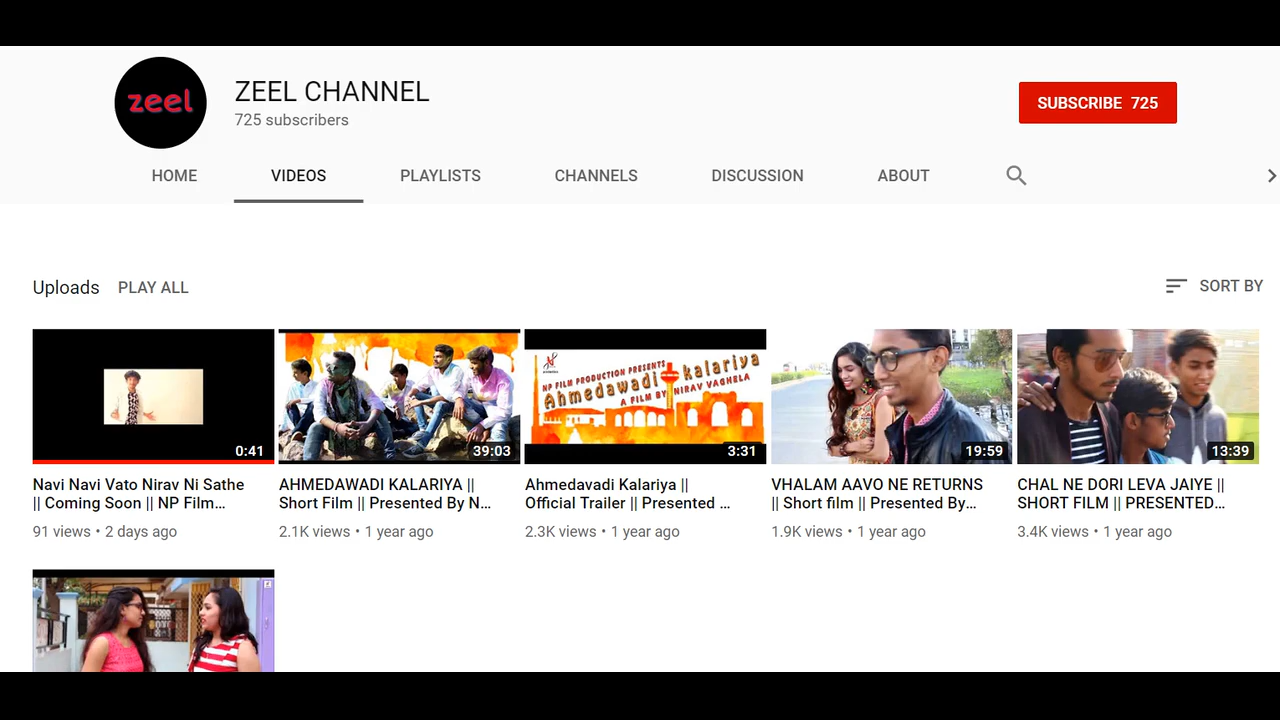 zeel
ZEEL CHANNEL
725 subscribers
SUBSCRIBE 725
HOME VIDEOS PLAYLISTS CHANNELS DISCUSSION ABOUT
Uploads PLAY ALL
SORT BY
0:41
Navi Navi Vato Nirav Ni Sathe
|| Coming Soon || NP Film...
91 views • 2 days ago
39:03
AHMEDAWADI KALARIYA ||
Short Film || Presented By N...
2.1K views • 1 year ago
NP FILM PRODUCTION PRESENTS
Ahmedawadi kalariya
A FILM BY NIRAV VAGHELA
3:31
Ahmedavadi Kalariya ||
Official Trailer || Presented ...
2.3K views • 1 year ago
19:59
VHALAM AAVO NE RETURNS
|| Short film || Presented By...
1.9K views • 1 year ago
13:39
CHAL NE DORI LEVA JAIYE ||
SHORT FILM || PRESENTED...
3.4K views • 1 year ago